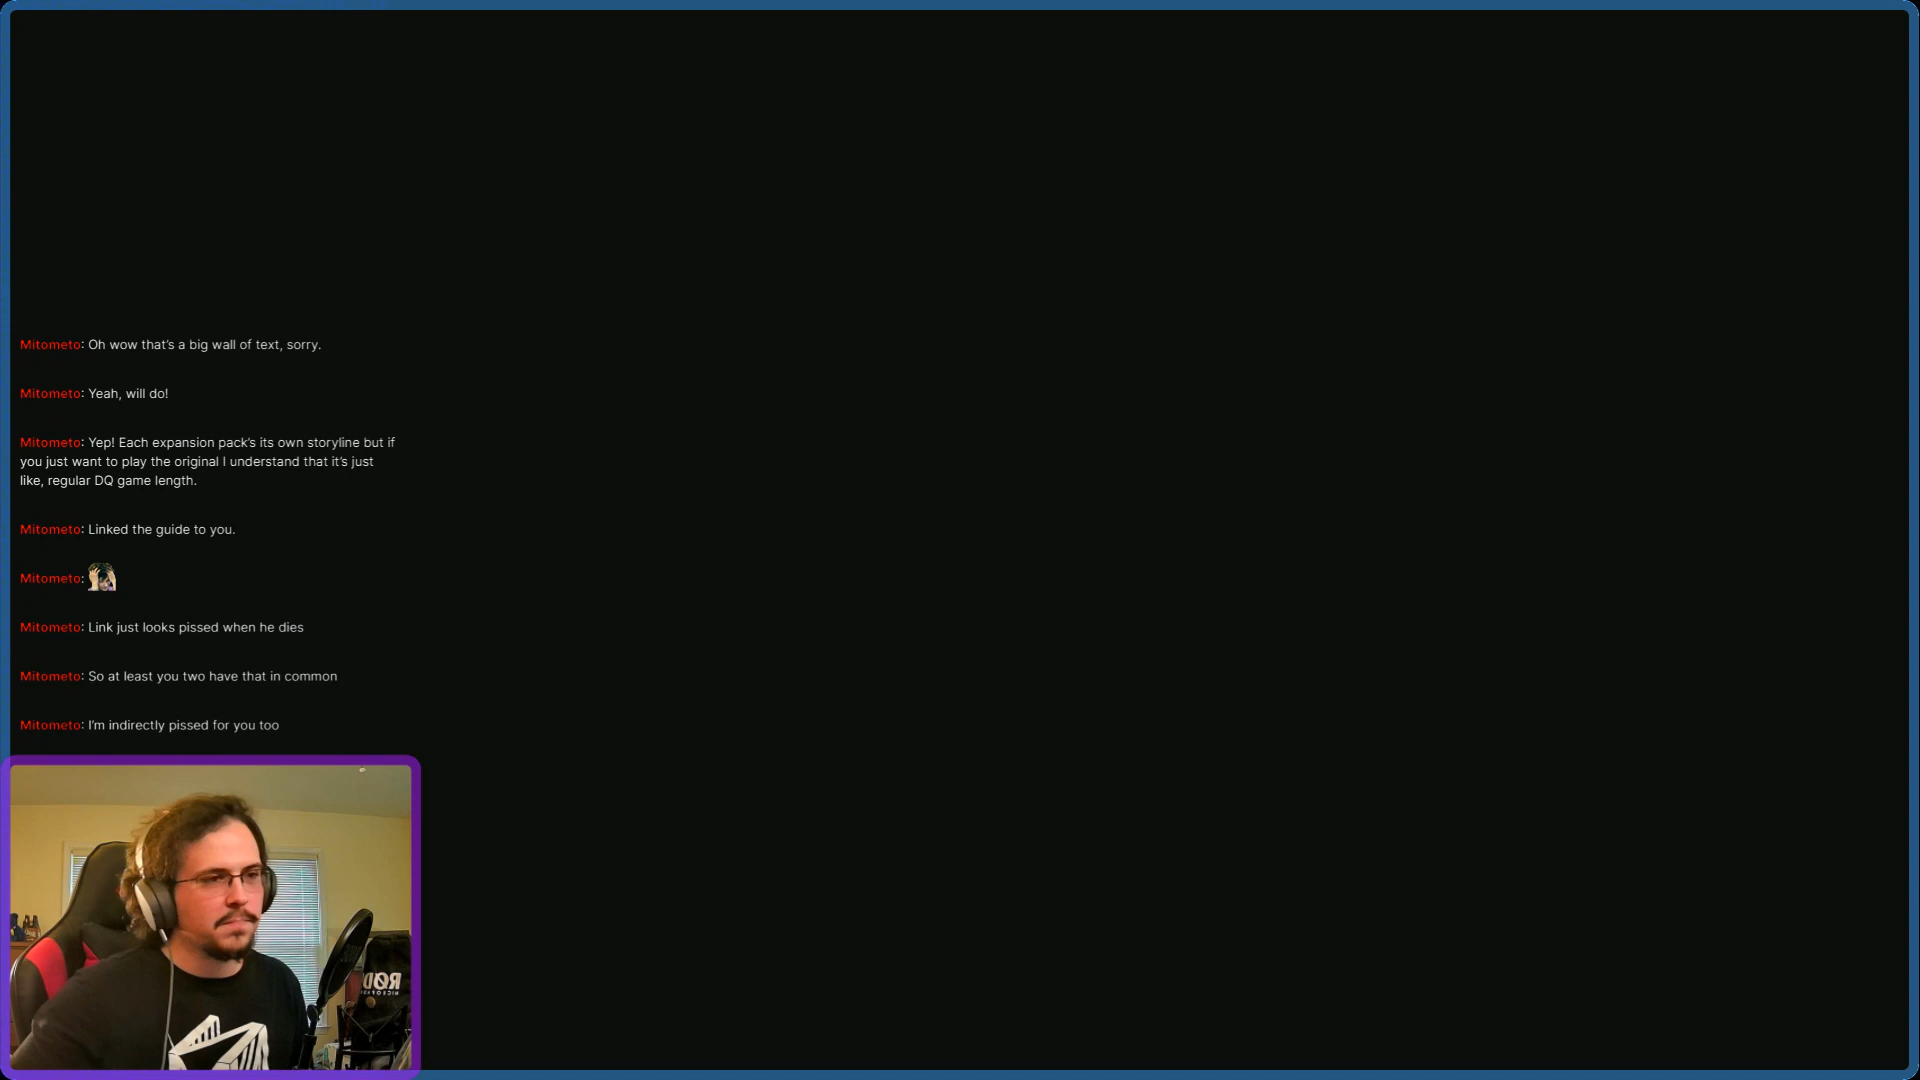 Mitometo: Oh wow that's a big wall of text, sorry.
Mitometo: Yeah, will do!
Mitometo: Yep! Each expansion pack's its own storyline but if
you just want to play the original I understand that it's just
like, regular DQ game length.
Mitometo: Linked the guide to you.
Mitometo:
Mitometo: Link just looks pissed when he dies
Mitometo: So at least you two have that in common
Mitometo: I'm indirectly pissed for you too